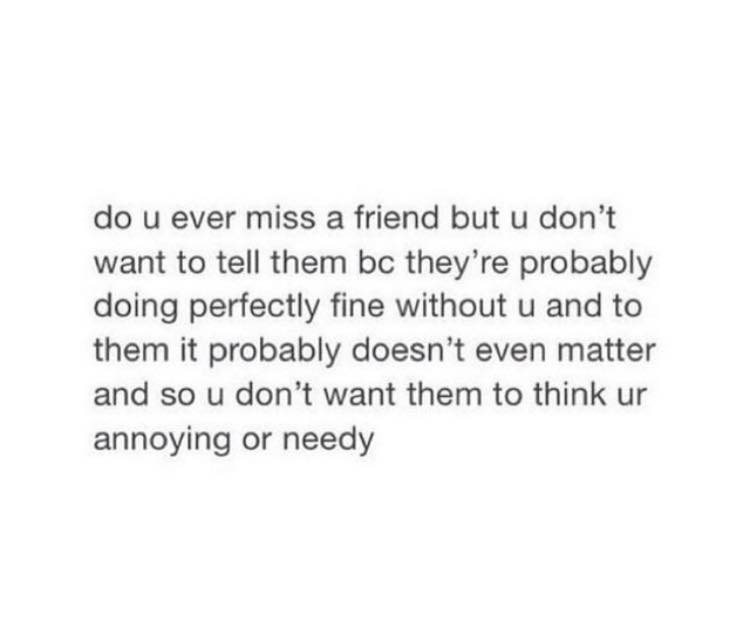 do u ever miss a friend but u don't
want to tell them bc they're probably
doing perfectly fine without u and to
them it probably doesn't even matter
and so u don't want them to think ur
annoying or needy